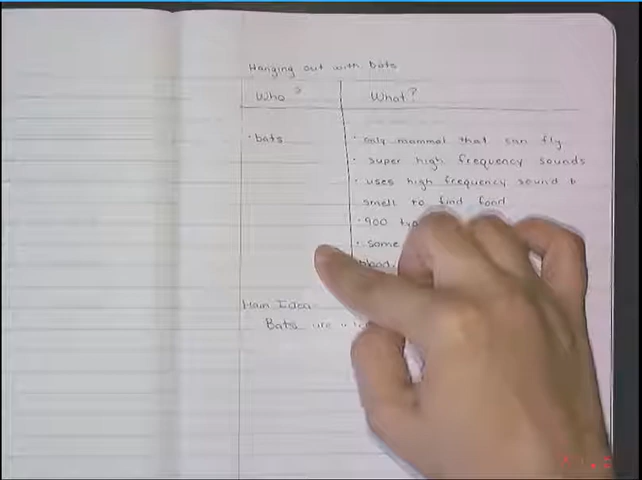 Hanging out with bats
Who? What?
• bats • only mammal that can fly
• super high frequency sounds
• uses high frequency sound &
smell to find food
• 900
• some
blood.
Main Idea
Bats are